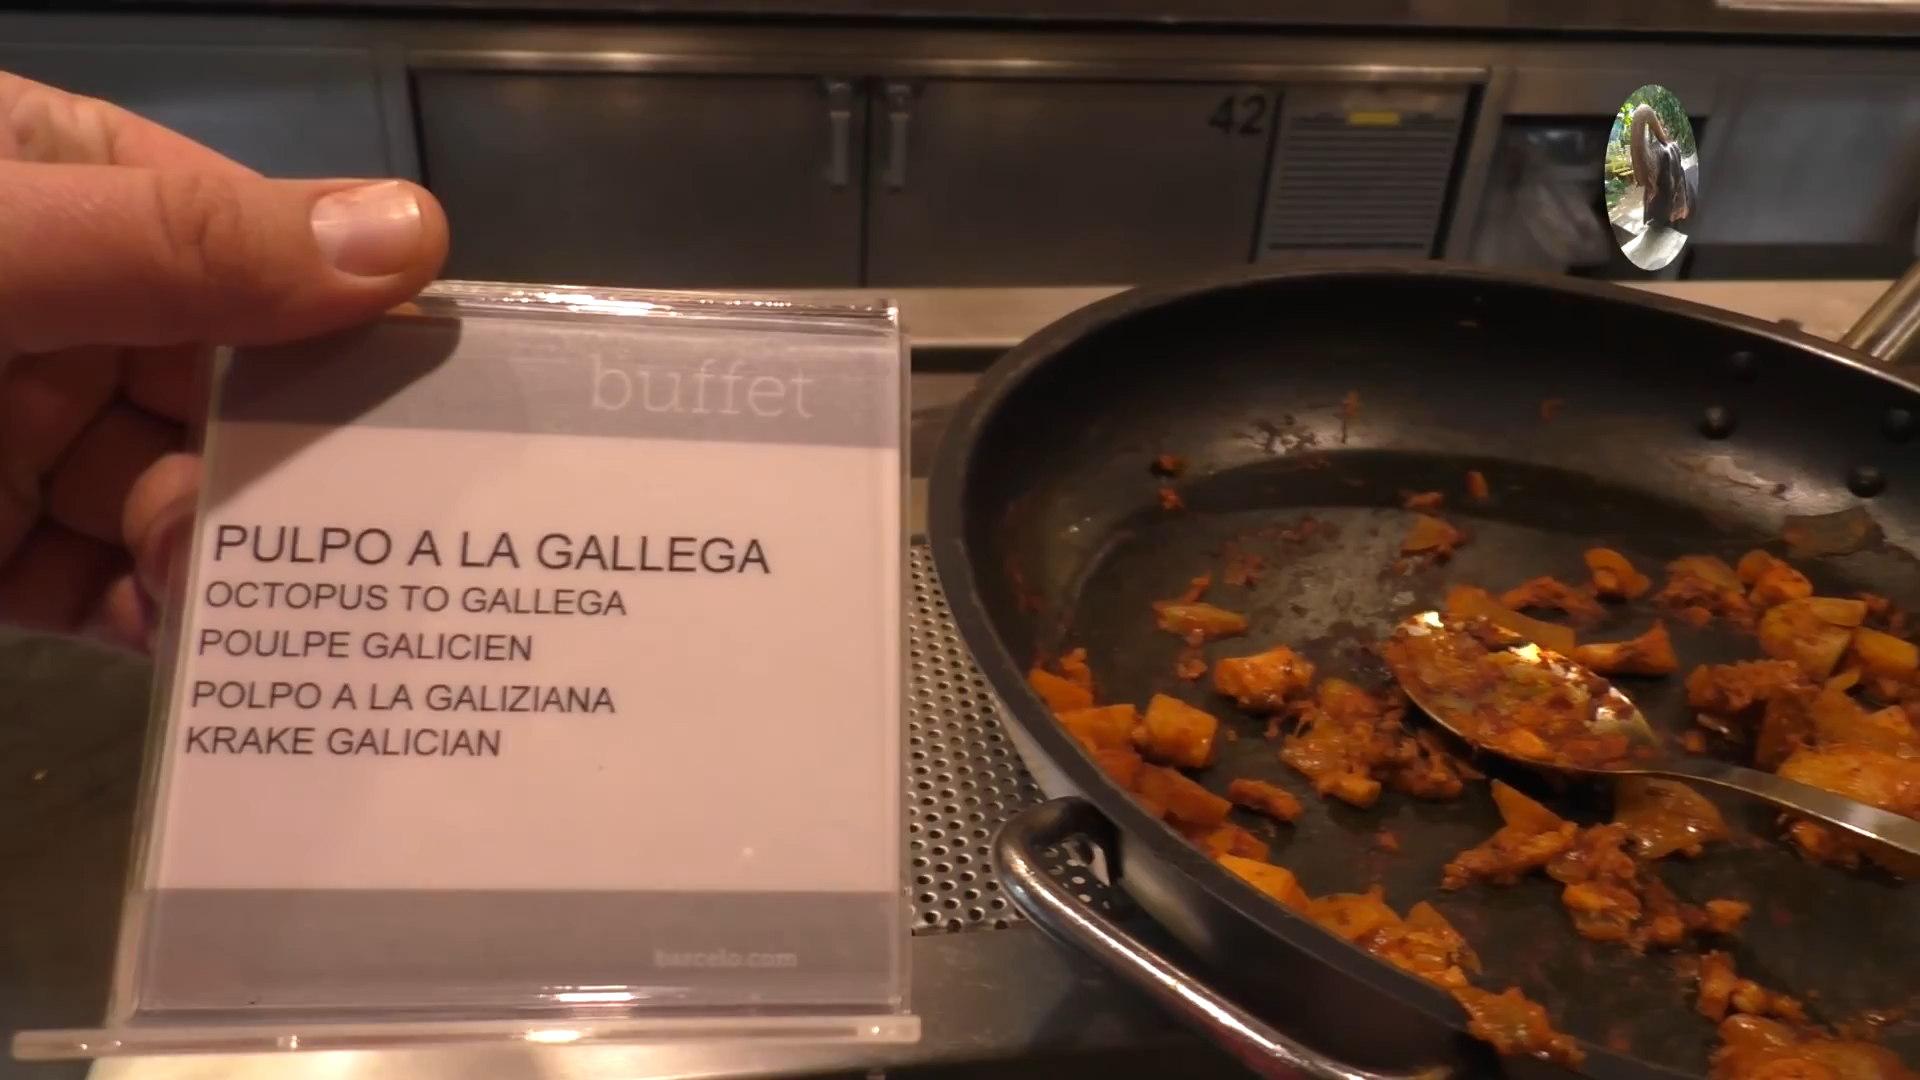 42
buffet
PULPO A LA GALLEGA
OCTOPUS TO GALLEGA
POULPE GALICIEN
POLPO A LA GALIZIANA
KRAKE GALICIAN
barcelo.com